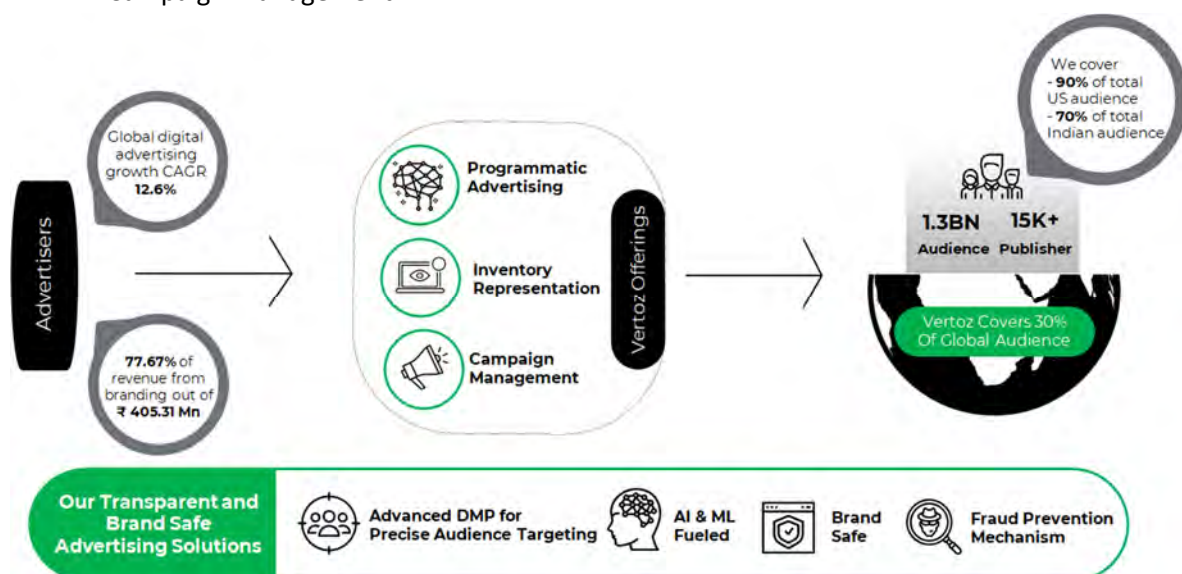 Global digital
advertising
growth CAGR
12.6%
Advertisers
77.67% of
revenue from
branding out of
₹ 405.31 Mn
Programmatic
Advertising
Inventory
Representation
Campaign
Management
Vertoz Offerings
We cover
- 90% of total
US audience
- 70% of total
Indian audience
1.3BN 15K+
Audience Publisher
Vertoz Covers 30%
Of Global Audience
Our Transparent and
Brand Safe
Advertising Solutions
Advanced DMP for
Precise Audience Targeting
AI & ML
Fueled
Brand
Safe
Fraud Prevention
Mechanism